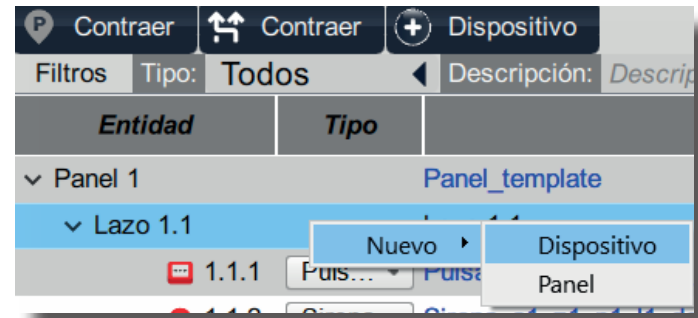 Contraer Contraer Dispositivo
Filtros Tipo: Todos Descripción:
Entidad Tipo
Panel 1 Panel_template
Lazo 1.1
Nuevo Dispositivo
1.1.1 Puls...
Panel